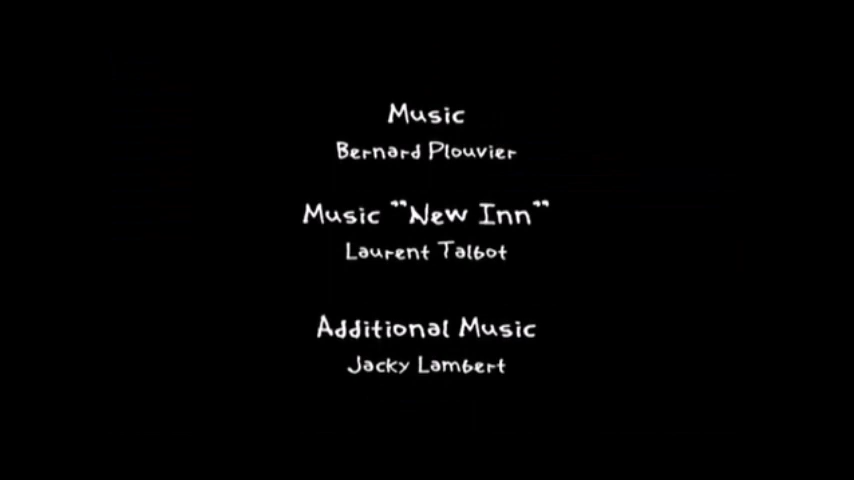 Music
Bernard Plouvier
Music "New Inn"
Laurent Talbot
Additional Music
Jacky Lambert